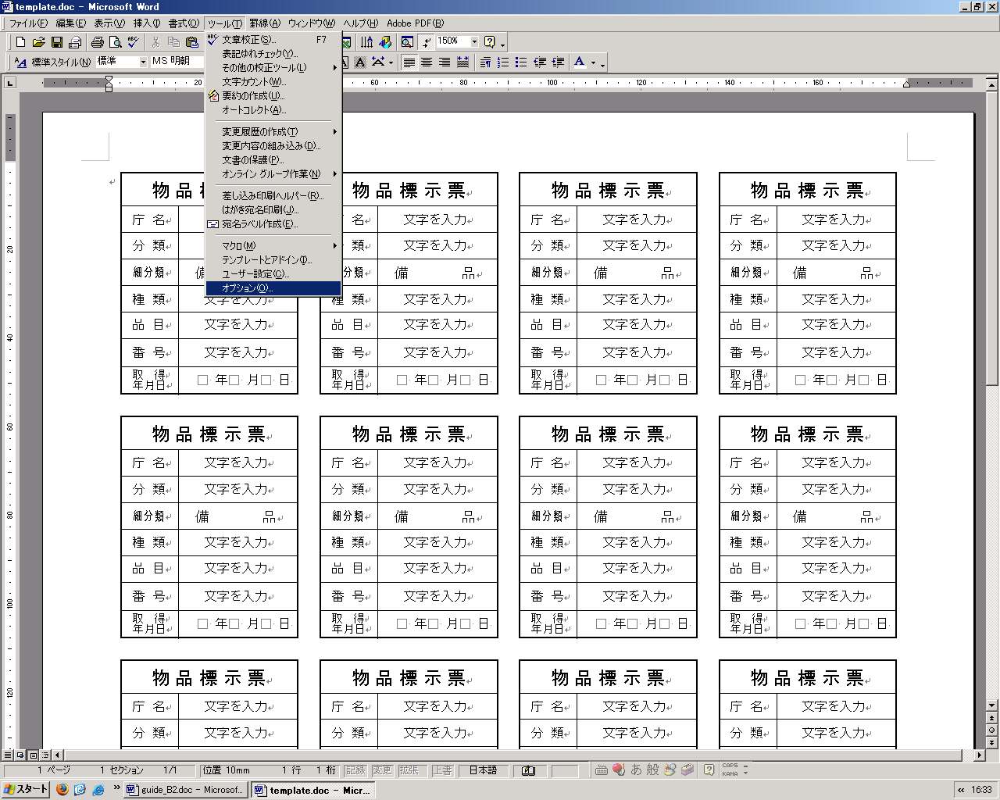 template.doc - Microsoft Word
ファイル(F) 編集(E) 表示(V) 挿入(I) 書式(O) ツール(T) 罫線(A) ウィンドウ(W) ヘルプ(H) Adobe PDF(B)
150%
標準スタイル(N) 標準 MS 明朝
文章校正(S)... F7
表記ゆれチェック(Y)...
その他の校正ツール(L)
文字カウント(W)...
要約の作成(U)...
オートコレクト(A)...
変更履歴の作成(T)
変更内容の組み込み(D)...
文書の保護(P)...
オンライン グループ作業(N)
差し込み印刷ヘルパー(R)...
はがき宛名印刷(J)...
宛名ラベル作成(E)...
マクロ(M)
テンプレートとアドイン(I)...
ユーザー設定(C)...
オプション(O)...
20 60 80 100 120 140 160
20
40
60
80
100
120
物 品 物 品 標 示 票 物 品 標 示 票 物 品 標 示 票
庁 名 名 文字を入力 庁 名 文字を入力 庁 名 文字を入力
分 類 類 文字を入力 分 類 文字を入力 分 類 文字を入力
細分類 備 分類 備 品 細分類 備 品 細分類 備 品
種 類 文字を入力 種 類 文字を入力 種 類 文字を入力 種 類 文字を入力
品 目 文字を入力 品 目 文字を入力 品 目 文字を入力 品 目 文字を入力
番 号 文字を入力 番 号 文字を入力 番 号 文字を入力 番 号 文字を入力
取 得 取 得 取 得 取 得
年月日 □ 年□ 月□ 日 年月日 □ 年□ 月□ 日 年月日 □ 年□ 月□ 日 年月日 □ 年□ 月□ 日
物 品 標 示 票 物 品 標 示 票 物 品 標 示 票 物 品 標 示 票
庁 名 文字を入力 庁 名 文字を入力 庁 名 文字を入力 庁 名 文字を入力
分 類 文字を入力 分 類 文字を入力 分 類 文字を入力 分 類 文字を入力
細分類 備 品 細分類 備 品 細分類 備 品 細分類 備 品
種 類 文字を入力 種 類 文字を入力 種 類 文字を入力 種 類 文字を入力
品 目 文字を入力 品 目 文字を入力 品 目 文字を入力 品 目 文字を入力
番 号 文字を入力 番 号 文字を入力 番 号 文字を入力 番 号 文字を入力
取 得 取 得 取 得 取 得
年月日 □ 年□ 月□ 日 年月日 □ 年□ 月□ 日 年月日 □ 年□ 月□ 日 年月日 □ 年□ 月□ 日
物 品 標 示 票 物 品 標 示 票 物 品 標 示 票 物 品 標 示 票
庁 名 文字を入力 庁 名 文字を入力 庁 名 文字を入力 庁 名 文字を入力
分 類 文字を入力 分 類 文字を入力 分 類 文字を入力 分 類 文字を入力
1 ページ 1 セクション 1/1 位置 10mm 1 行 1 桁 記録 変更 拡張 上書 日本語 あ 般 CAPS KANA
スタート guide_B2.doc - Microsof... template.doc - Micr... 16:33